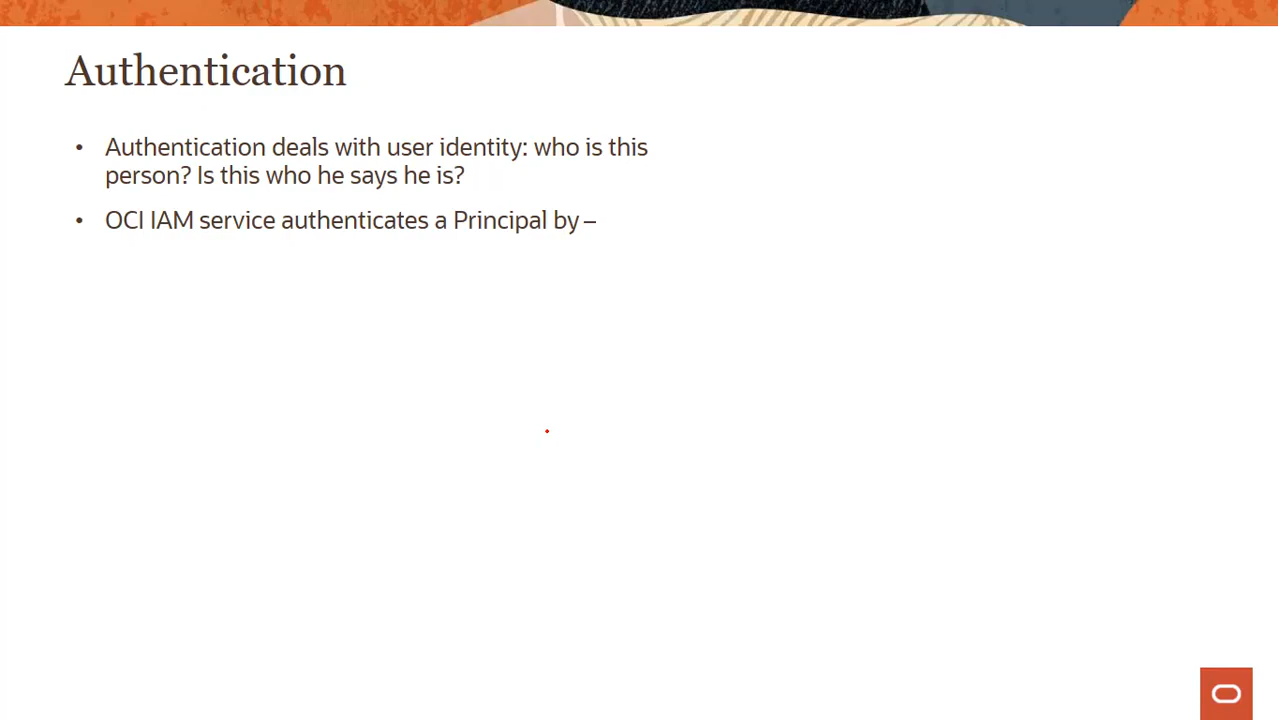 Authentication
• Authentication deals with user identity: who is this
person? Is this who he says he is?
• OCI IAM service authenticates a Principal by –